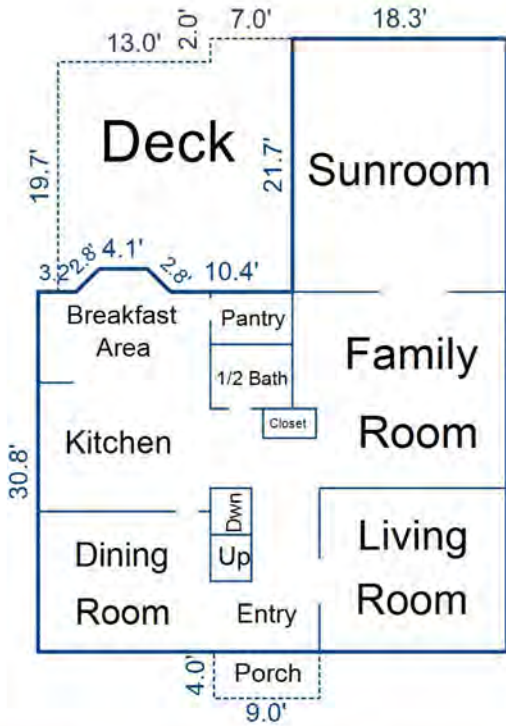 7.0'
18.3'
2.0'
13.0'
Deck
19.7'
21.7'
Sunroom
3.2'
2.8'
4.1'
2.8'
10.4'
Breakfast
Area
Pantry
Family
Room
1/2 Bath
Closet
Kitchen
30.8'
Dwn
Up
Living
Room
Dining
Room
Entry
4.0'
Porch
9.0'